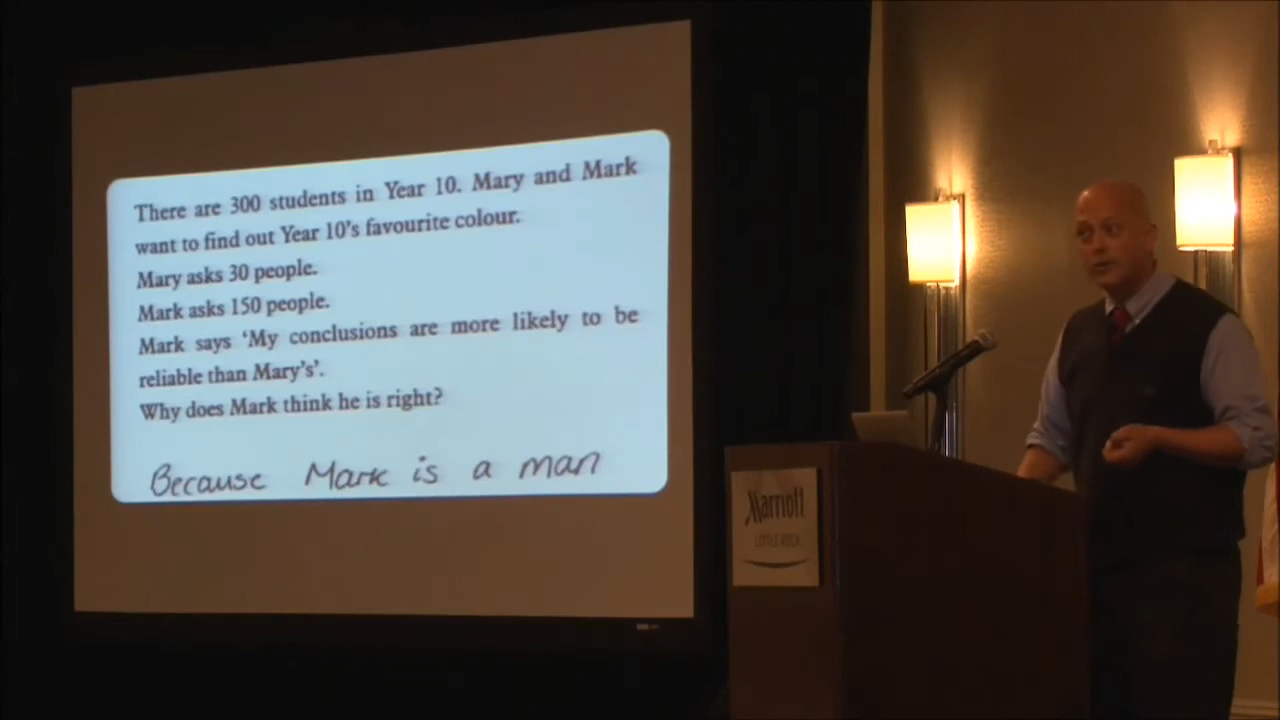 There are 300 students in Year 10. Mary and Mark
want to find out Year 10's favourite colour.
Mary asks 30 people.
Mark asks 150 people.
Mark says ‘My conclusions are more likely to be
reliable than Mary's’.
Why does Mark think he is right?
Because Mark is a man
Marriott
LITTLE ROCK